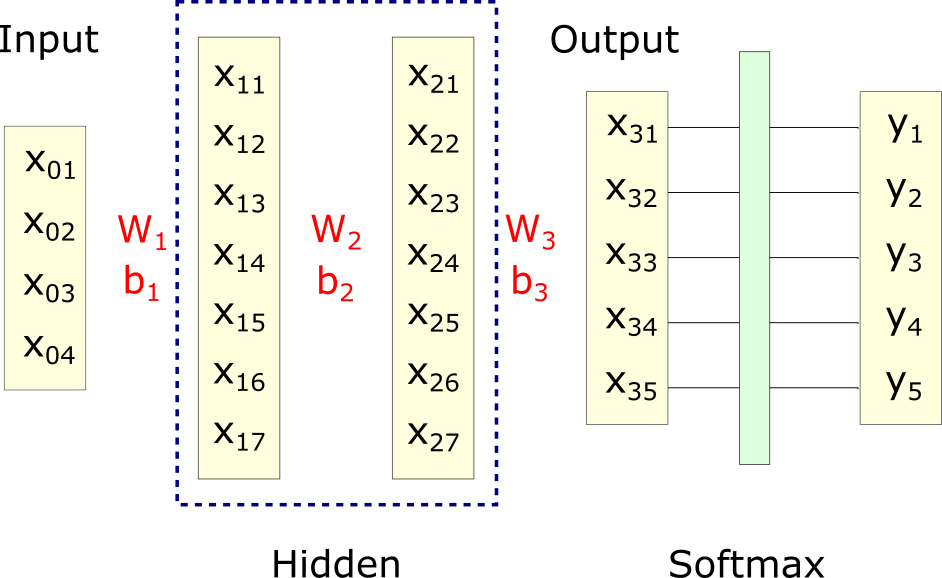 Input
Output
x01
x02
x03
x04
W1
b1
x11
x12
x13
x14
x15
x16
x17
W2
b2
x21
x22
x23
x24
x25
x26
x27
W3
b3
x31
x32
x33
x34
x35
y1
y2
y3
y4
y5
Hidden
Softmax